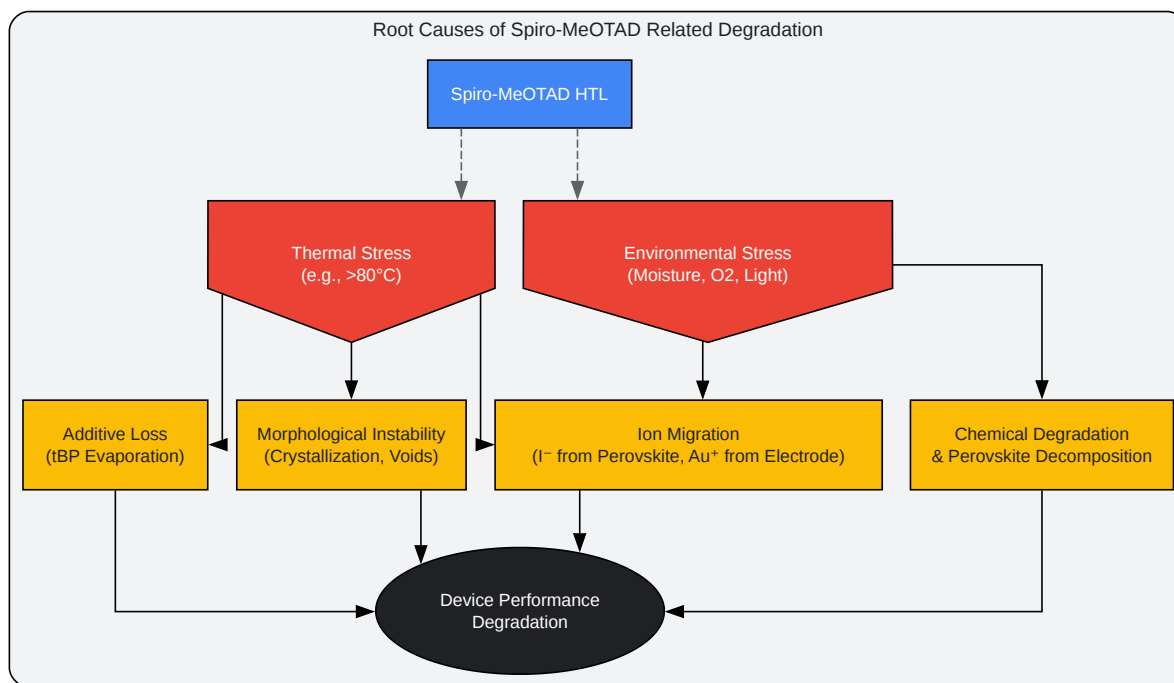 Root Causes of Spiro-MeOTAD Related Degradation
Spiro-MeOTAD HTL
Thermal Stress
(e.g., >80°C)
Environmental Stress
(Moisture, O2, Light)
Additive Loss
(tBP Evaporation)
Morphological Instability
(Crystallization, Voids)
Ion Migration
(I⁻ from Perovskite, Au⁺ from Electrode)
Chemical Degradation
& Perovskite Decomposition
Device Performance
Degradation